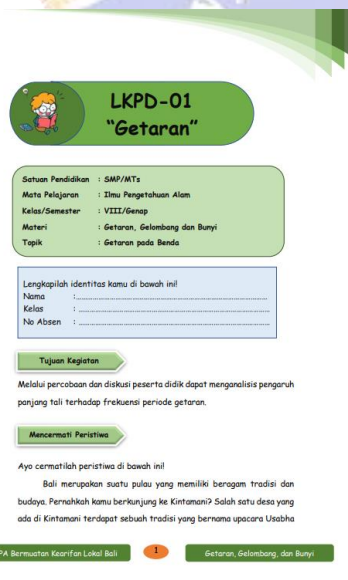 LKPD-01
"Getaran"
Satuan Pendidikan : SMP/MTs
Mata Pelajaran : Ilmu Pengetahuan Alam
Kelas/Semester : VIII/Genap
Materi : Getaran, Gelombang dan Bunyi
Topik : Getaran pada Benda
Lengkapilah identitas kamu di bawah ini!
Nama :
Kelas :
No Absen :
Tujuan Kegiatan
Melalui percobaan dan diskusi peserta didik dapat menganalisis pengaruh
panjang tali terhadap frekuensi periode getaran.
Mencermati Peristiwa
Ayo cermatilah peristiwa di bawah ini!
Bali merupakan suatu pulau yang memiliki beragam tradisi dan
budaya. Pernahkah kamu berkunjung ke Kintamani? Salah satu desa yang
ada di Kintamani terdapat sebuah tradisi yang bernama upacara Usabha
PA Bermuatan Kearifan Lokal Bali
1
Getaran, Gelombang, dan Bunyi